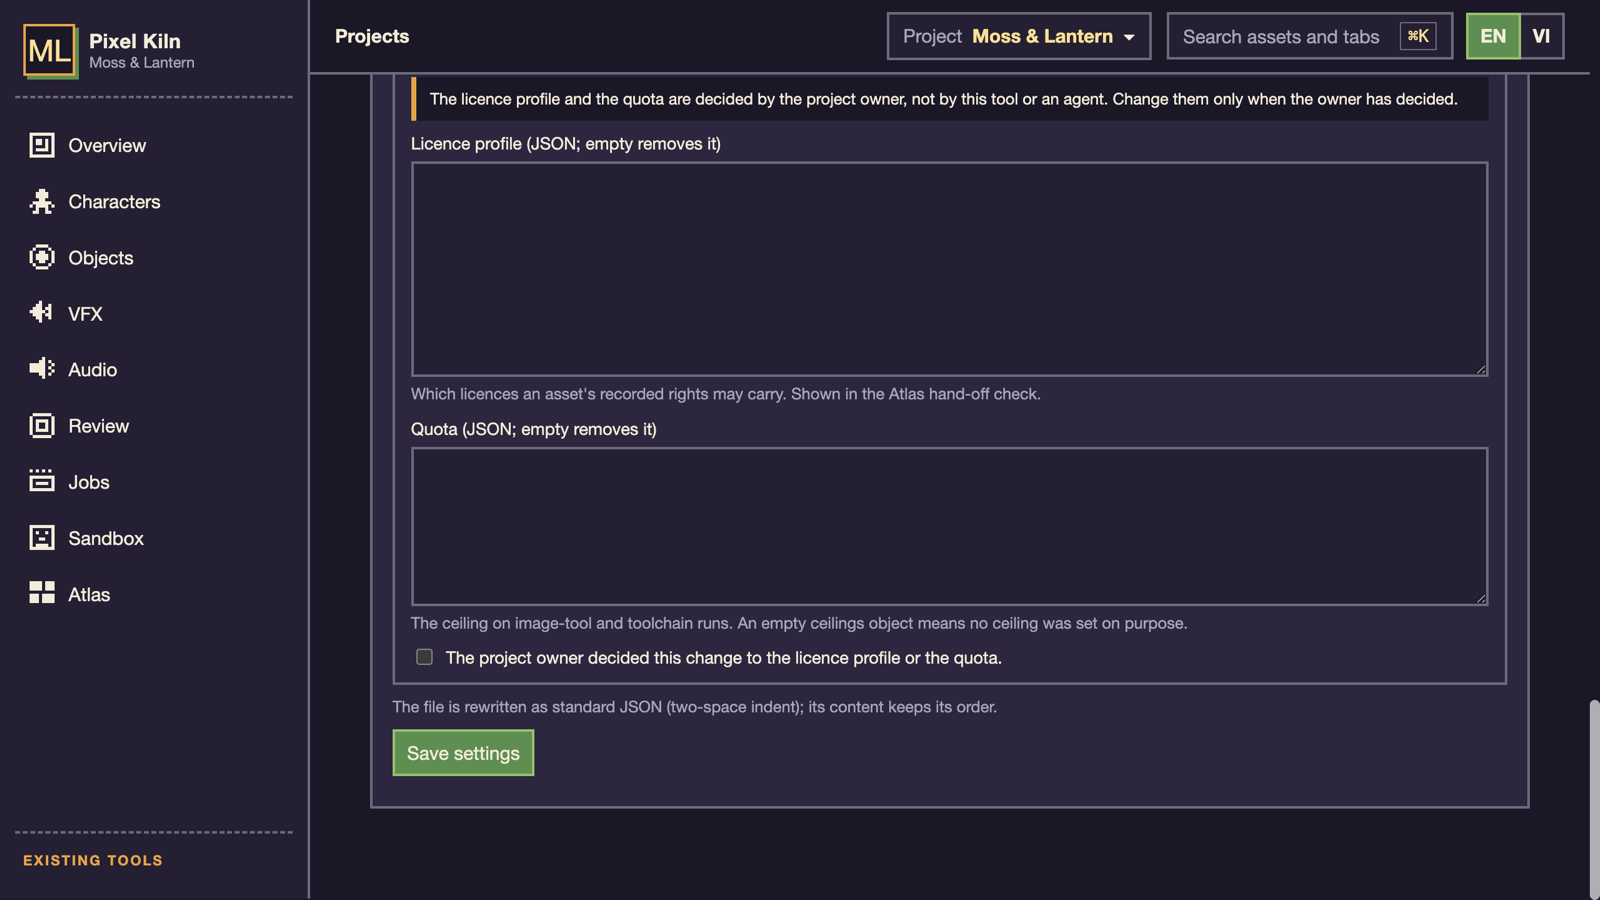 ML
Pixel Kiln
Moss & Lantern
Overview
Characters
Objects
VFX
Audio
Review
Jobs
Sandbox
Atlas
EXISTING TOOLS
Projects
Project Moss & Lantern
Search assets and tabs ⌘K
EN VI
The licence profile and the quota are decided by the project owner, not by this tool or an agent. Change them only when the owner has decided.
Licence profile (JSON; empty removes it)
Which licences an asset's recorded rights may carry. Shown in the Atlas hand-off check.
Quota (JSON; empty removes it)
The ceiling on image-tool and toolchain runs. An empty ceilings object means no ceiling was set on purpose.
The project owner decided this change to the licence profile or the quota.
The file is rewritten as standard JSON (two-space indent); its content keeps its order.
Save settings